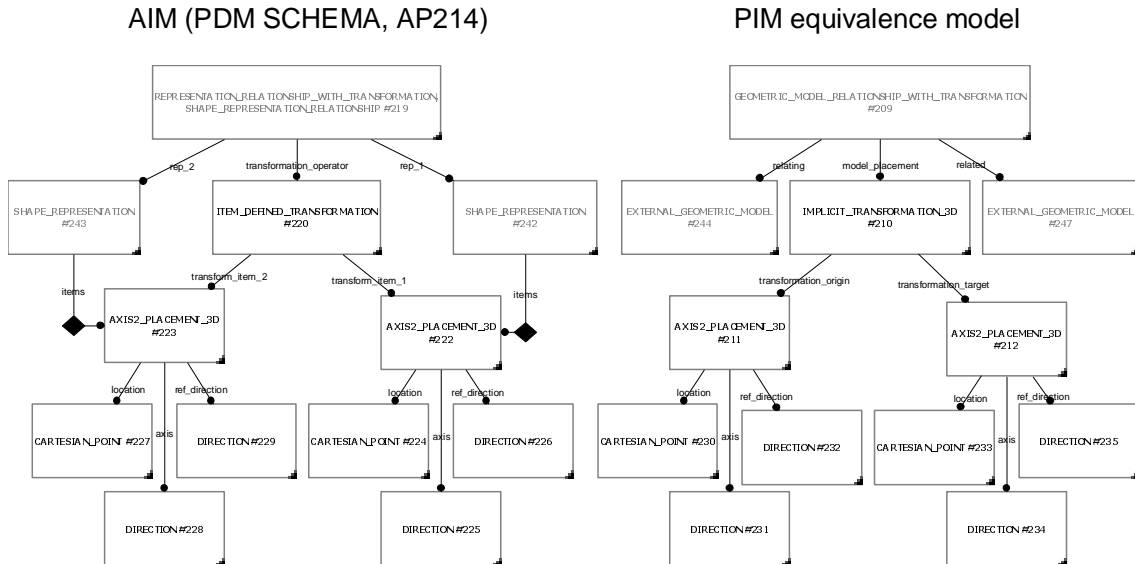 AIM (PDM SCHEMA, AP214)
PIM equivalence model
REPRESENTATION_RELATIONSHIP_WITH_TRANSFORMATION,
SHAPE_REPRESENTATION_RELATIONSHIP #219
GEOMETRIC_MODEL_RELATIONSHIP_WITH_TRANSFORMATION
#209
rep_2
transformation_operator
rep_1
relating
model_placement
related
SHAPE_REPRESENTATION
#243
ITEM_DEFINED_TRANSFORMATION
#220
SHAPE_REPRESENTATION
#242
EXTERNAL_GEOMETRIC_MODEL
#244
IMPLICIT_TRANSFORMATION_3D
#210
EXTERNAL_GEOMETRIC_MODEL
#247
items
transform_item_2
transform_item_1
items
transformation_origin
transformation_target
AXIS2_PLACEMENT_3D
#223
AXIS2_PLACEMENT_3D
#222
AXIS2_PLACEMENT_3D
#211
AXIS2_PLACEMENT_3D
#212
location
ref_direction
axis
location
ref_direction
axis
location
ref_direction
axis
location
ref_direction
axis
CARTESIAN_POINT #227
DIRECTION #229
CARTESIAN_POINT #224
DIRECTION #226
CARTESIAN_POINT #230
DIRECTION #232
CARTESIAN_POINT #233
DIRECTION #235
DIRECTION #228
DIRECTION #225
DIRECTION #231
DIRECTION #234